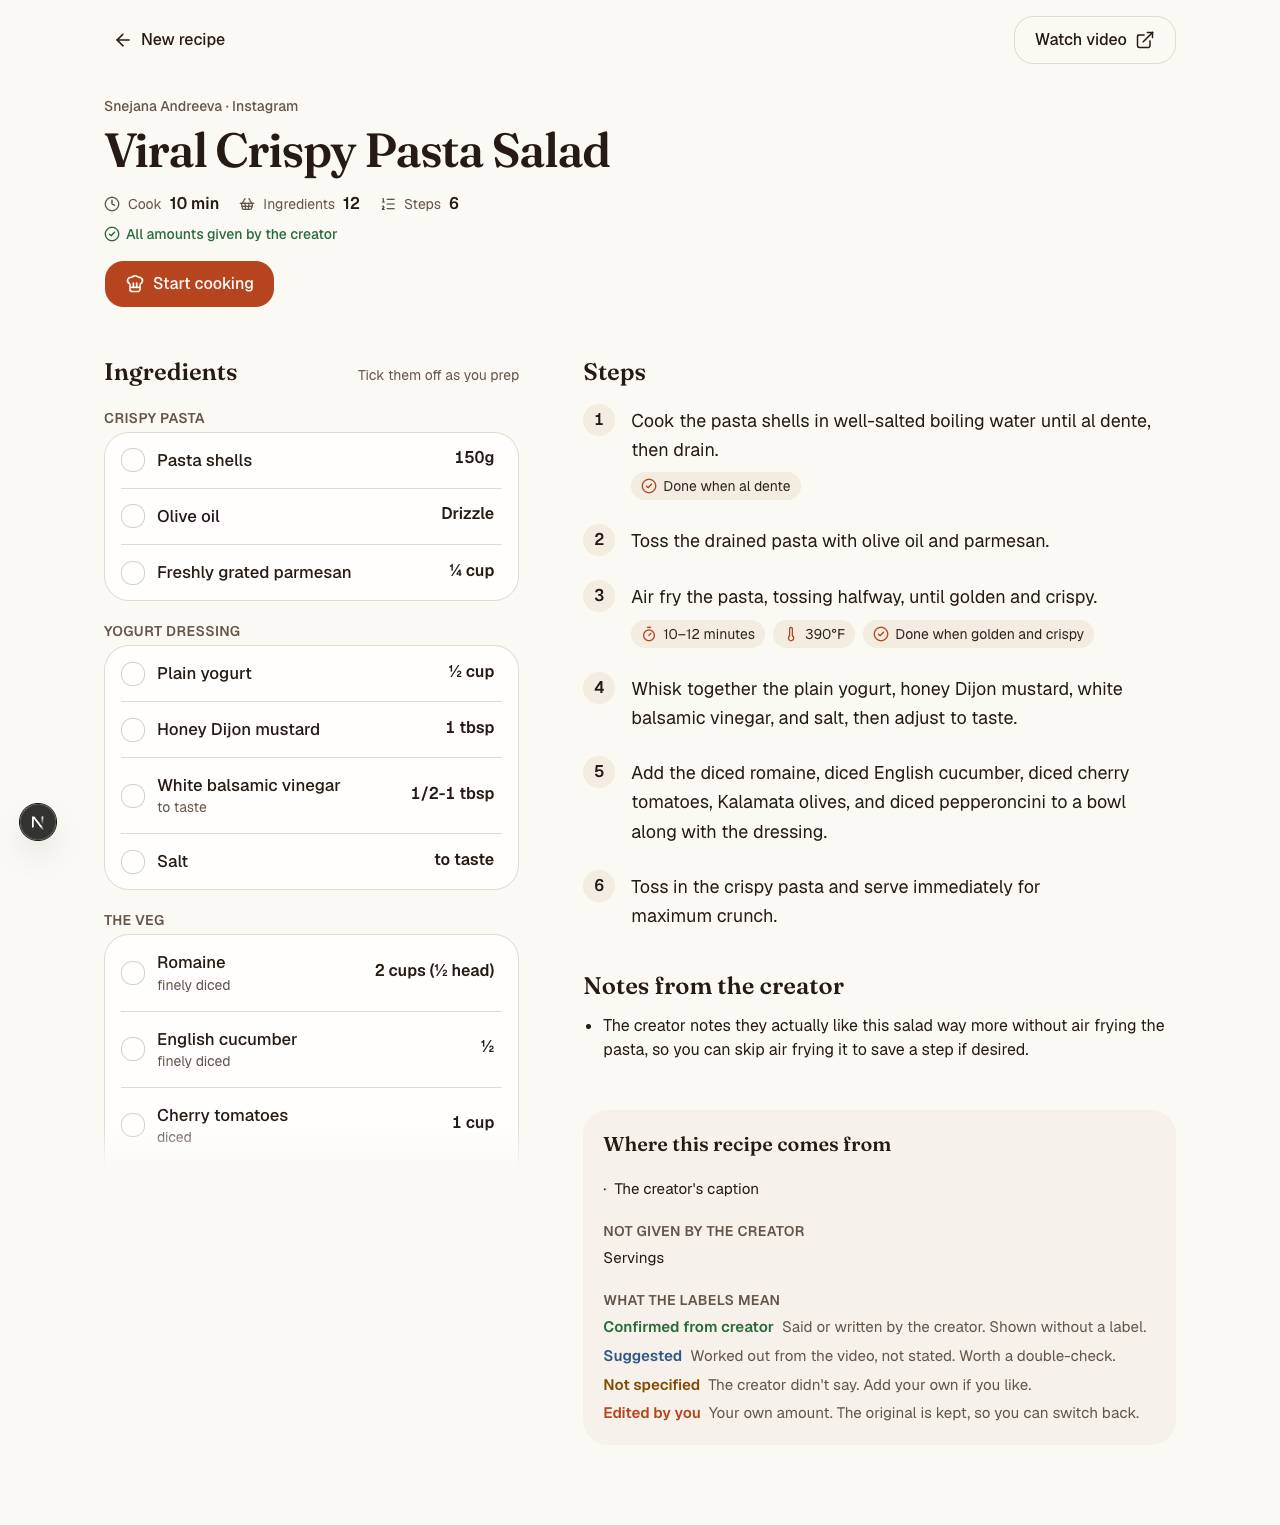 New recipe
Watch video
Snejana Andreeva · Instagram
Viral Crispy Pasta Salad
Cook 10 min Ingredients 12 Steps 6
All amounts given by the creator
Start cooking
Ingredients
Tick them off as you prep
CRISPY PASTA
Pasta shells 150g
Olive oil Drizzle
Freshly grated parmesan ¼ cup
YOGURT DRESSING
Plain yogurt ½ cup
Honey Dijon mustard 1 tbsp
White balsamic vinegar 1/2-1 tbsp
to taste
Salt to taste
THE VEG
Romaine 2 cups (½ head)
finely diced
English cucumber ½
finely diced
Cherry tomatoes 1 cup
diced
Steps
1 Cook the pasta shells in well-salted boiling water until al dente,
then drain.
Done when al dente
2 Toss the drained pasta with olive oil and parmesan.
3 Air fry the pasta, tossing halfway, until golden and crispy.
10–12 minutes 390°F Done when golden and crispy
4 Whisk together the plain yogurt, honey Dijon mustard, white
balsamic vinegar, and salt, then adjust to taste.
5 Add the diced romaine, diced English cucumber, diced cherry
tomatoes, Kalamata olives, and diced pepperoncini to a bowl
along with the dressing.
6 Toss in the crispy pasta and serve immediately for
maximum crunch.
Notes from the creator
• The creator notes they actually like this salad way more without air frying the
pasta, so you can skip air frying it to save a step if desired.
Where this recipe comes from
· The creator's caption
NOT GIVEN BY THE CREATOR
Servings
WHAT THE LABELS MEAN
Confirmed from creator Said or written by the creator. Shown without a label.
Suggested Worked out from the video, not stated. Worth a double-check.
Not specified The creator didn't say. Add your own if you like.
Edited by you Your own amount. The original is kept, so you can switch back.
N